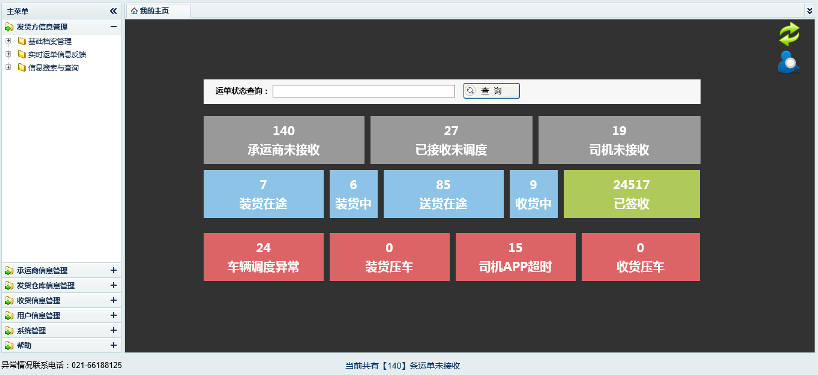 主菜单
我的主页
发货方信息管理
基础档案管理
实时运单信息反馈
信息搜索与查询
运单状态查询：
查 询
140
承运商未接收
27
已接收未调度
19
司机未接收
7
装货在途
6
装货中
85
送货在途
9
收货中
24517
已签收
24
车辆调度异常
0
装货压车
15
司机APP超时
0
收货压车
承运商信息管理
发货仓库信息管理
收货信息管理
用户信息管理
系统管理
帮助
异常情况联系电话：021-66188125
当前共有【140】条运单未接收